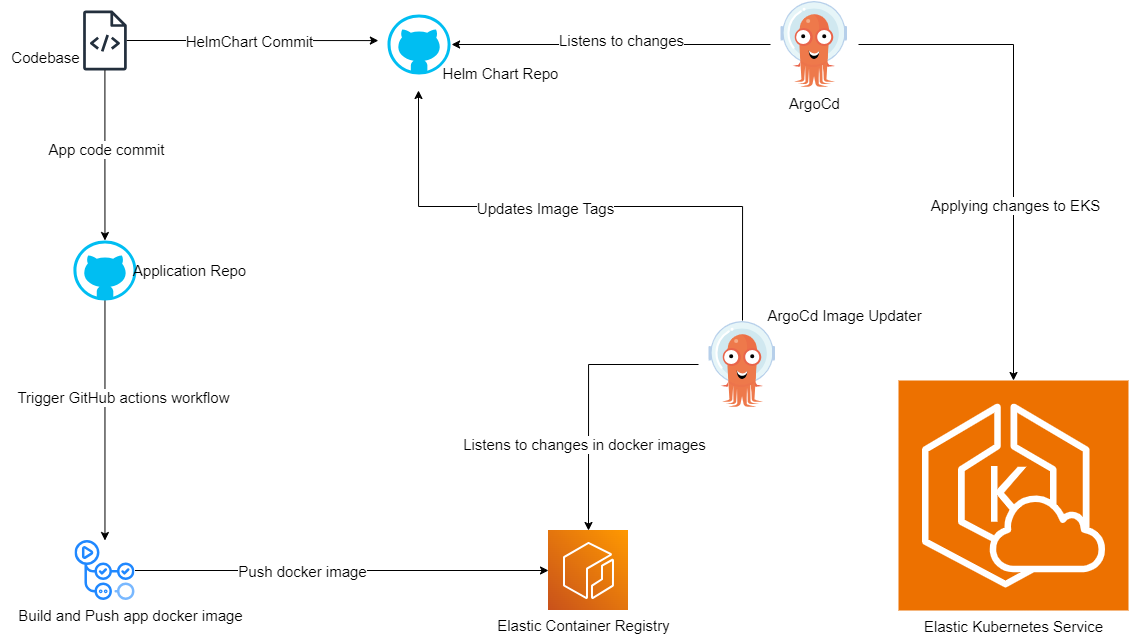 HelmChart Commit
Listens to changes
Codebase
Helm Chart Repo
ArgoCd
App code commit
Applying changes to EKS
Updates Image Tags
Application Repo
ArgoCd Image Updater
Trigger GitHub actions workflow
Listens to changes in docker images
K
Push docker image
Build and Push app docker image
Elastic Container Registry
Elastic Kubernetes Service